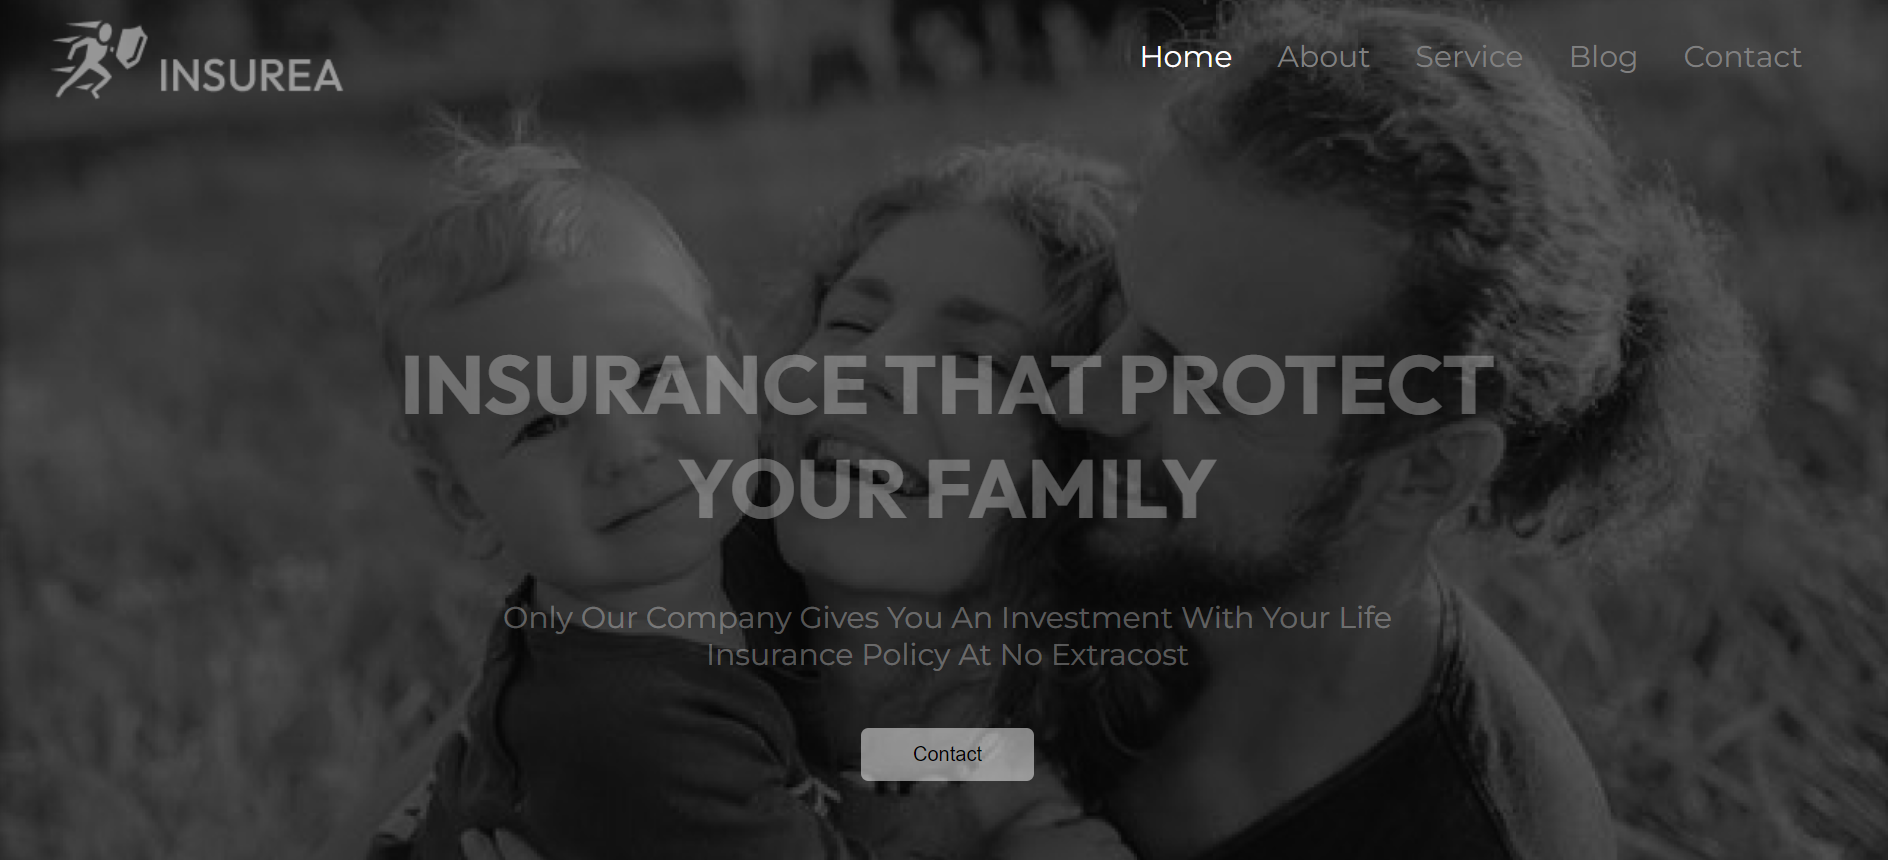 INSUREA
Home About Service Blog Contact
INSURANCE THAT PROTECT
YOUR FAMILY
Only Our Company Gives You An Investment With Your Life
Insurance Policy At No Extracost
Contact